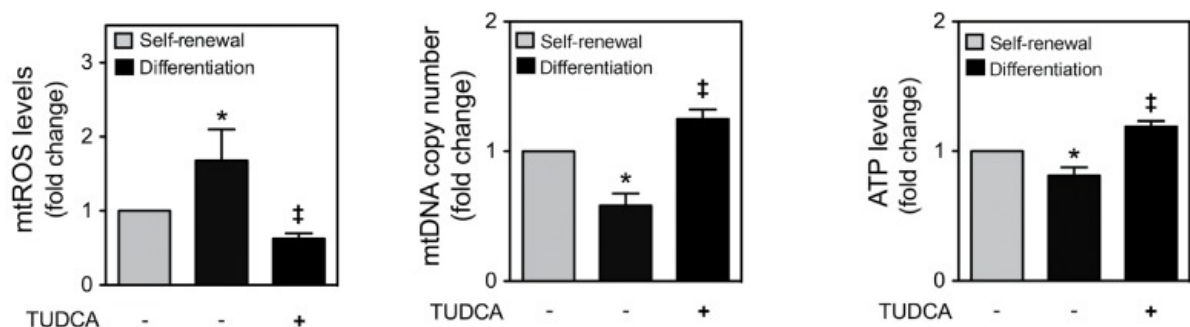 mtROS levels
(fold change)
3
2
1
0
Self-renewal
Differentiation
*
‡
TUDCA - - +
mtDNA copy number
(fold change)
2
1
0
Self-renewal
Differentiation
*
‡
TUDCA - - +
ATP levels
(fold change)
2
1
0
Self-renewal
Differentiation
*
‡
TUDCA - - +